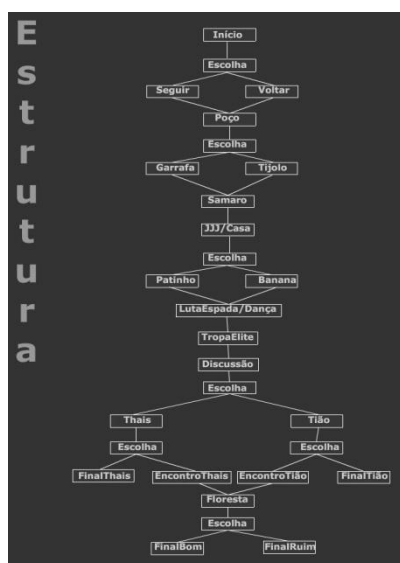 Estrutura
Início
Escolha
Seguir Voltar
Poço
Escolha
Garrafa Tijolo
Samaro
JJJ/Casa
Escolha
Patinho Banana
LutaEspada/Dança
TropaElite
Discussão
Escolha
Thais Tião
Escolha Escolha
FinalThais EncontroThais EncontroTião FinalTião
Floresta
Escolha
FinalBom FinalRuim